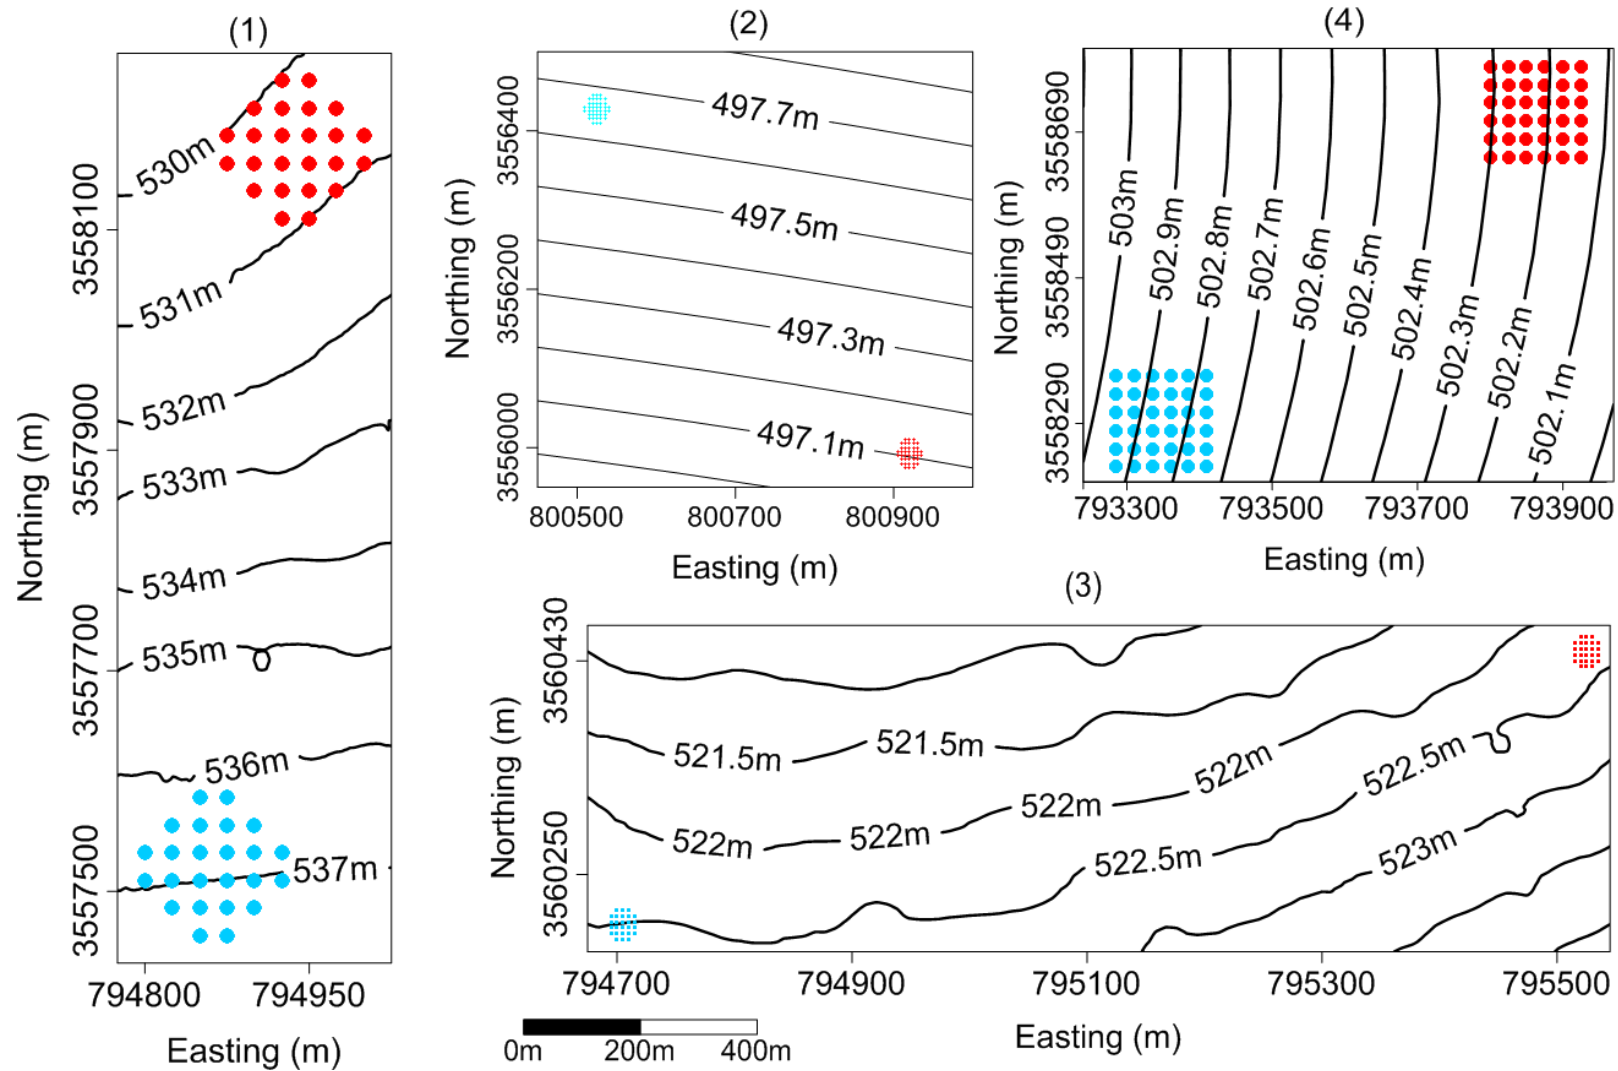 (1)
530m
531m
532m
533m
534m
535m
536m
537m
3558100
3557900
3557700
3557500
Northing (m)
794800
794950
Easting (m)
(2)
497.7m
497.5m
497.3m
497.1m
3556400
3556200
3556000
Northing (m)
800500
800700
800900
Easting (m)
(4)
503m
502.9m
502.8m
502.7m
502.6m
502.5m
502.4m
502.3m
502.2m
502.1m
3558690
3558490
3558290
Northing (m)
793300
793500
793700
793900
Easting (m)
(3)
521.5m
521.5m
522m
522m
522m
522m
522.5m
522.5m
523m
3560430
3560250
Northing (m)
794700
794900
795100
795300
795500
Easting (m)
0m
200m
400m